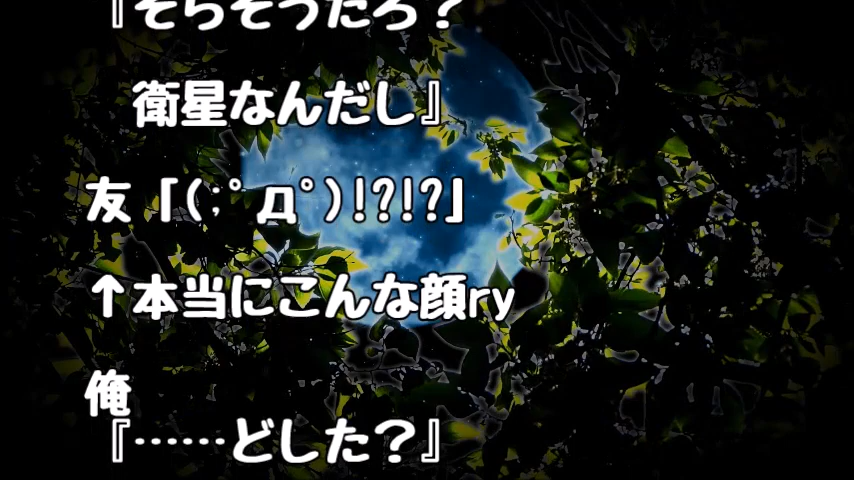 『そらそうだろ？
衛星なんだし』
友「(;ﾟдﾟ)!?!?」
↑本当にこんな顔ry
俺
『……どした？』